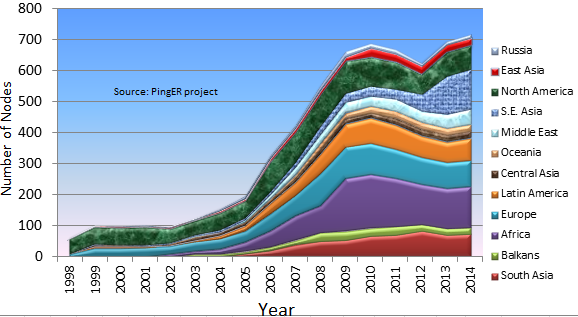 800
700
600
500
400
300
200
100
0
Number of Nodes
Source: PingER project
1998
1999
2000
2001
2002
2003
2004
2005
2006
2007
2008
2009
2010
2011
2012
2013
2014
Year
Russia
East Asia
North America
S.E. Asia
Middle East
Oceania
Central Asia
Latin America
Europe
Africa
Balkans
South Asia